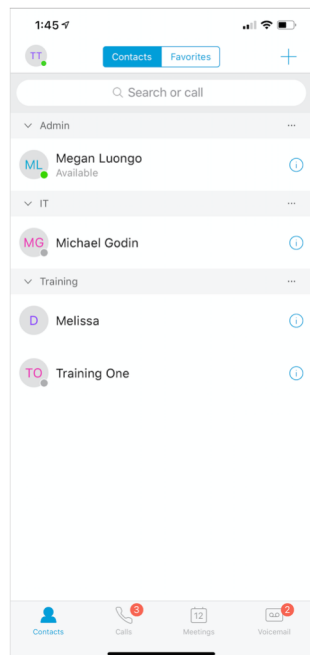 1:45
TT
Contacts Favorites
Search or call
Admin
ML Megan Luongo
Available
IT
MG Michael Godin
Training
D Melissa
TO Training One
3
12
2
Contacts Calls Meetings Voicemail